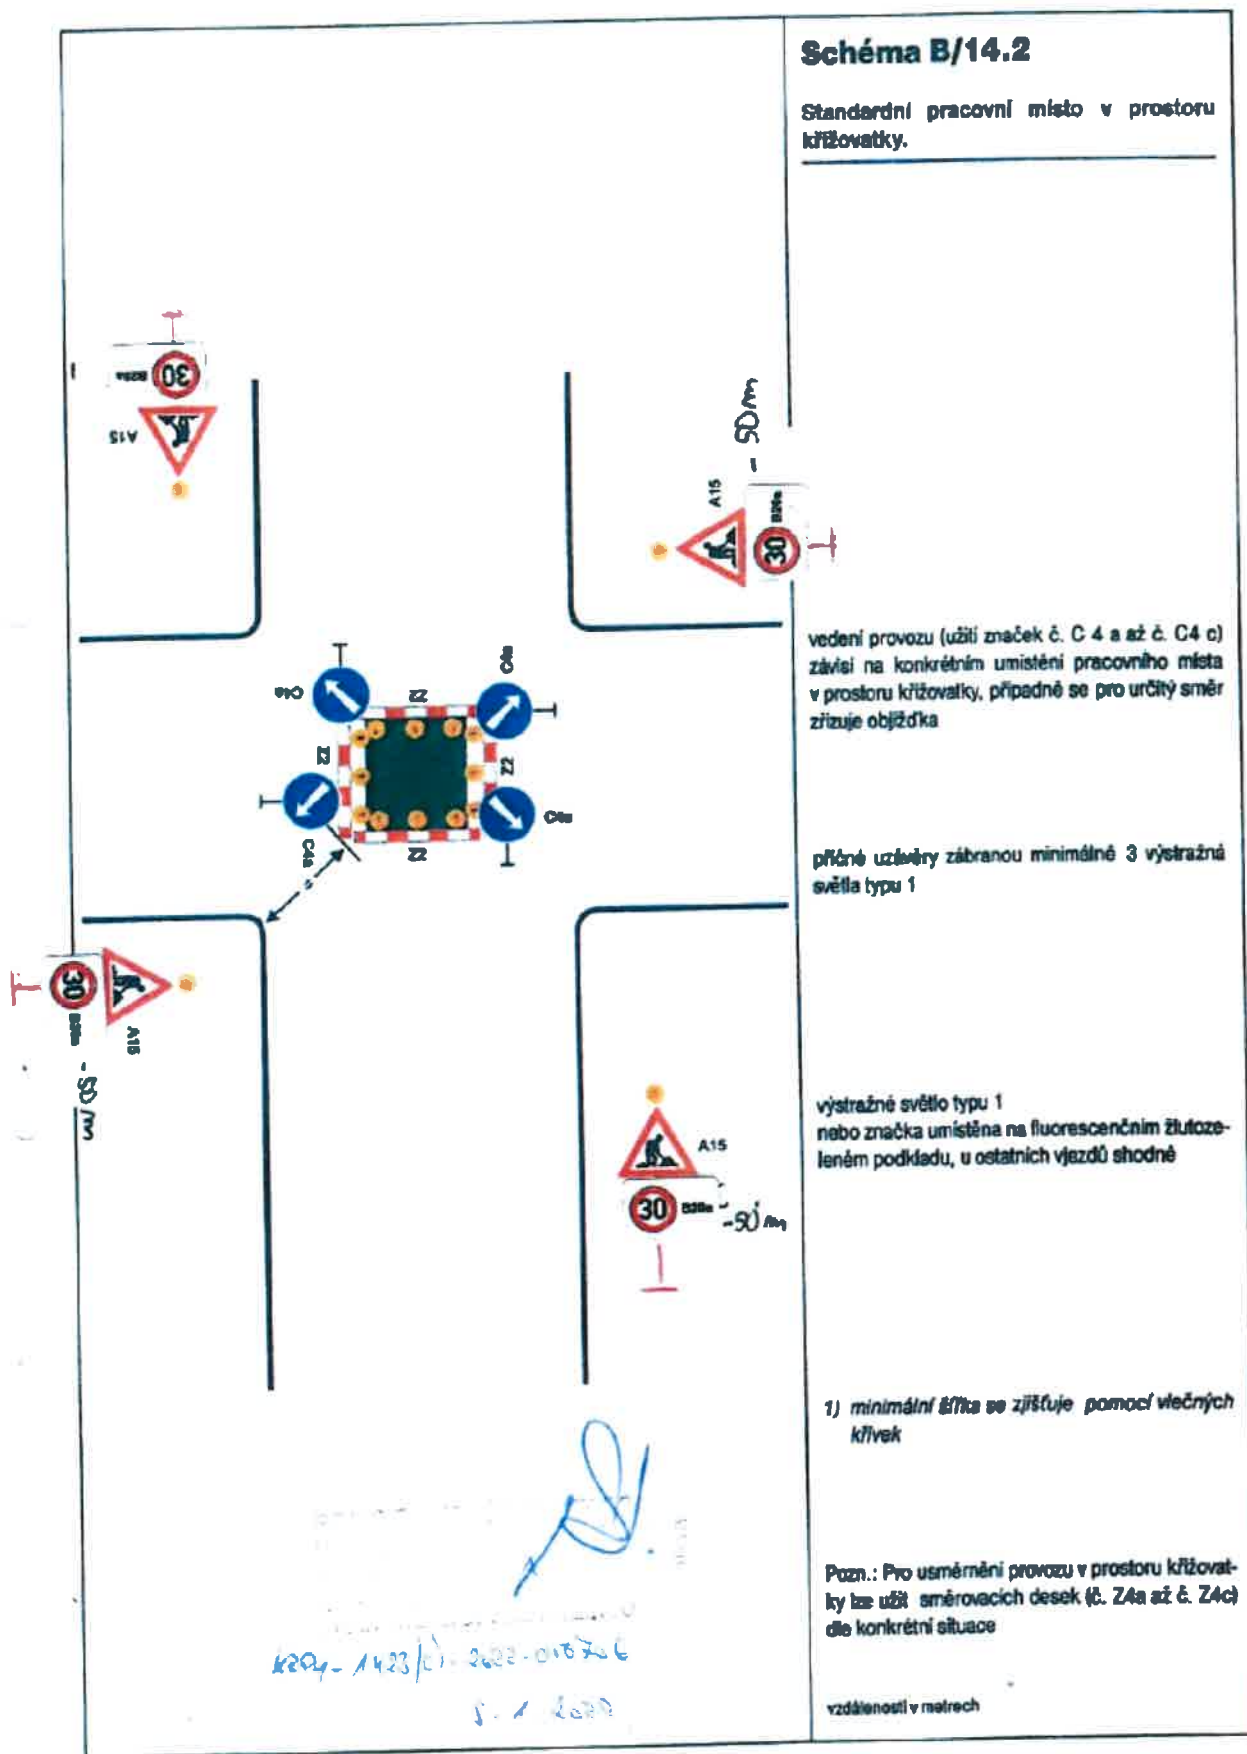 Schéma B/14.2
Standardní pracovní místo v prostoru
křižovatky.
30
A15
- 50m
A15
30
B20a
C4a
Z2
C4a
Z2
Z2
C4a
Z2
C4a
vedení provozu (užití značek č. C 4 a až č. C4 c)
závisí na konkrétním umístění pracovního místa
v prostoru křižovatky, případně se pro určitý směr
zřizuje objížďka
příčné uzávěry zábranou minimálně 3 výstražná
světla typu 1
30
B20a
A15
- 50 m
A15
30
B20a
- 50 m
výstražné světlo typu 1
nebo značka umístěna na fluorescenčním žlutoze-
leném podkladu, u ostatních vjezdů shodně
1) minimální šířka se zjišťuje pomocí vlečných
křivek
Pozn.: Pro usměrnění provozu v prostoru křižovat-
ky lze užít směrovacích desek (č. Z4a až č. Z4c)
dle konkrétní situace
vzdálenosti v metrech